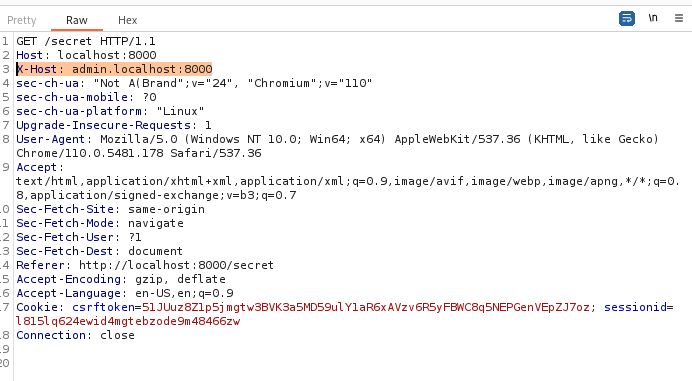 Pretty Raw Hex \n
1 GET /secret HTTP/1.1
2 Host: localhost:8000
3 X-Host: admin.localhost:8000
4 sec-ch-ua: "Not A(Brand";v="24", "Chromium";v="110"
5 sec-ch-ua-mobile: ?0
6 sec-ch-ua-platform: "Linux"
7 Upgrade-Insecure-Requests: 1
8 User-Agent: Mozilla/5.0 (Windows NT 10.0; Win64; x64) AppleWebKit/537.36 (KHTML, like Gecko)
Chrome/110.0.5481.178 Safari/537.36
9 Accept:
text/html,application/xhtml+xml,application/xml;q=0.9,image/avif,image/webp,image/apng,*/*;q=0.
8,application/signed-exchange;v=b3;q=0.7
10 Sec-Fetch-Site: same-origin
11 Sec-Fetch-Mode: navigate
12 Sec-Fetch-User: ?1
13 Sec-Fetch-Dest: document
14 Referer: http://localhost:8000/secret
15 Accept-Encoding: gzip, deflate
16 Accept-Language: en-US,en;q=0.9
17 Cookie: csrftoken=51JUuz8Z1p5jmgtw3BVK3a5MD59ulY1aR6xAVzv6R5yFBWC8q5NEPGenVEpZJ7oz; sessionid=
l815lq624ewid4mgtebzode9m48466zw
18 Connection: close
19
20